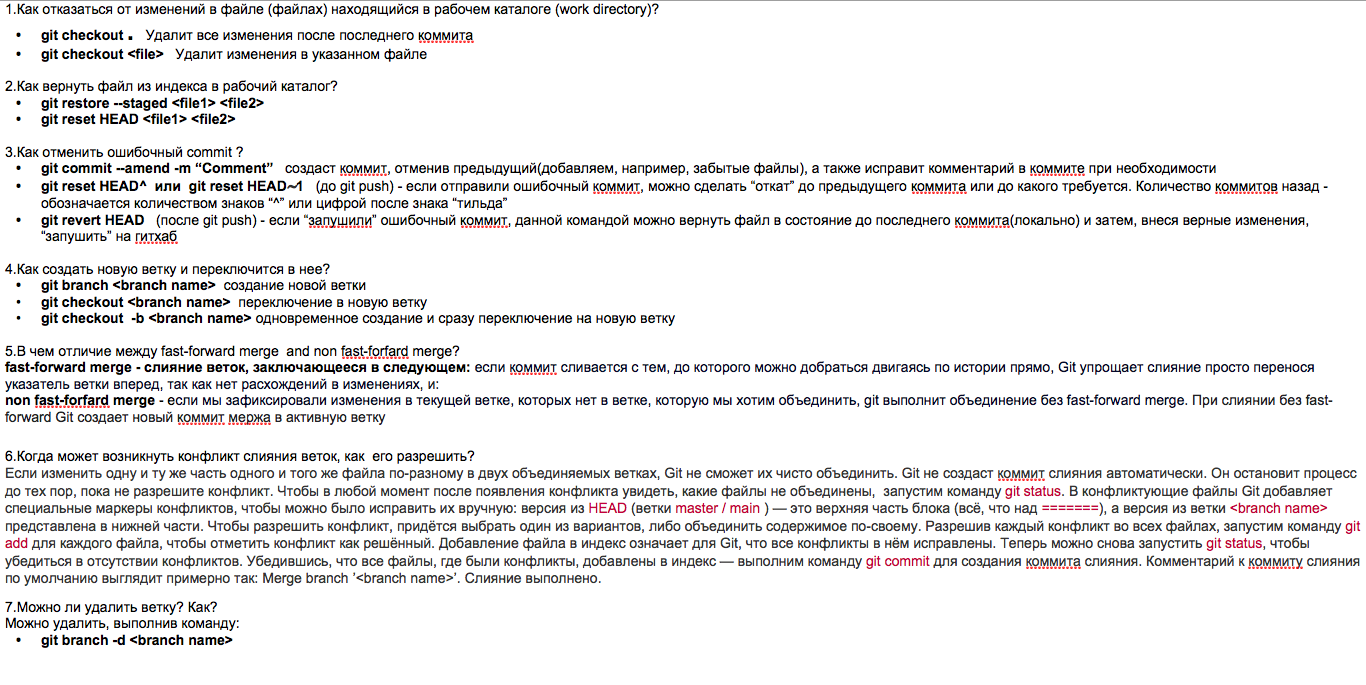 1.Как отказаться от изменений в файле (файлах) находящийся в рабочем каталоге (work directory)?
• git checkout . Удалит все изменения после последнего коммита
• git checkout <file> Удалит изменения в указанном файле
2.Как вернуть файл из индекса в рабочий каталог?
• git restore --staged <file1> <file2>
• git reset HEAD <file1> <file2>
3.Как отменить ошибочный commit ?
• git commit --amend -m “Comment” создаст коммит, отменив предыдущий(добавляем, например, забытые файлы), а также исправит комментарий в коммите при необходимости
• git reset HEAD^ или git reset HEAD~1 (до git push) - если отправили ошибочный коммит, можно сделать “откат” до предыдущего коммита или до какого требуется. Количество коммитов назад -
обозначается количеством знаков “^” или цифрой после знака “тильда”
• git revert HEAD (после git push) - если “запушили” ошибочный коммит, данной командой можно вернуть файл в состояние до последнего коммита(локально) и затем, внеся верные изменения,
“запушить” на гитхаб
4.Как создать новую ветку и переключится в нее?
• git branch <branch name> создание новой ветки
• git checkout <branch name> переключение в новую ветку
• git checkout -b <branch name> одновременное создание и сразу переключение на новую ветку
5.В чем отличие между fast-forward merge and non fast-forfard merge?
fast-forward merge - слияние веток, заключающееся в следующем: если коммит сливается с тем, до которого можно добраться двигаясь по истории прямо, Git упрощает слияние просто перенося
указатель ветки вперед, так как нет расхождений в изменениях, и:
non fast-forfard merge - если мы зафиксировали изменения в текущей ветке, которых нет в ветке, которую мы хотим объединить, git выполнит объединение без fast-forward merge. При слиянии без fast-
forward Git создает новый коммит мержа в активную ветку
6.Когда может возникнуть конфликт слияния веток, как его разрешить?
Если изменить одну и ту же часть одного и того же файла по-разному в двух объединяемых ветках, Git не сможет их чисто объединить. Git не создаст коммит слияния автоматически. Он остановит процесс
до тех пор, пока не разрешите конфликт. Чтобы в любой момент после появления конфликта увидеть, какие файлы не объединены, запустим команду git status. В конфликтующие файлы Git добавляет
специальные маркеры конфликтов, чтобы можно было исправить их вручную: версия из HEAD (ветки master / main ) — это верхняя часть блока (всё, что над =======), а версия из ветки <branch name>
представлена в нижней части. Чтобы разрешить конфликт, придётся выбрать один из вариантов, либо объединить содержимое по-своему. Разрешив каждый конфликт во всех файлах, запустим команду git
add для каждого файла, чтобы отметить конфликт как решённый. Добавление файла в индекс означает для Git, что все конфликты в нём исправлены. Теперь можно снова запустить git status, чтобы
убедиться в отсутствии конфликтов. Убедившись, что все файлы, где были конфликты, добавлены в индекс — выполним команду git commit для создания коммита слияния. Комментарий к коммиту слияния
по умолчанию выглядит примерно так: Merge branch '<branch name>'. Слияние выполнено.
7.Можно ли удалить ветку? Как?
Можно удалить, выполнив команду:
• git branch -d <branch name>